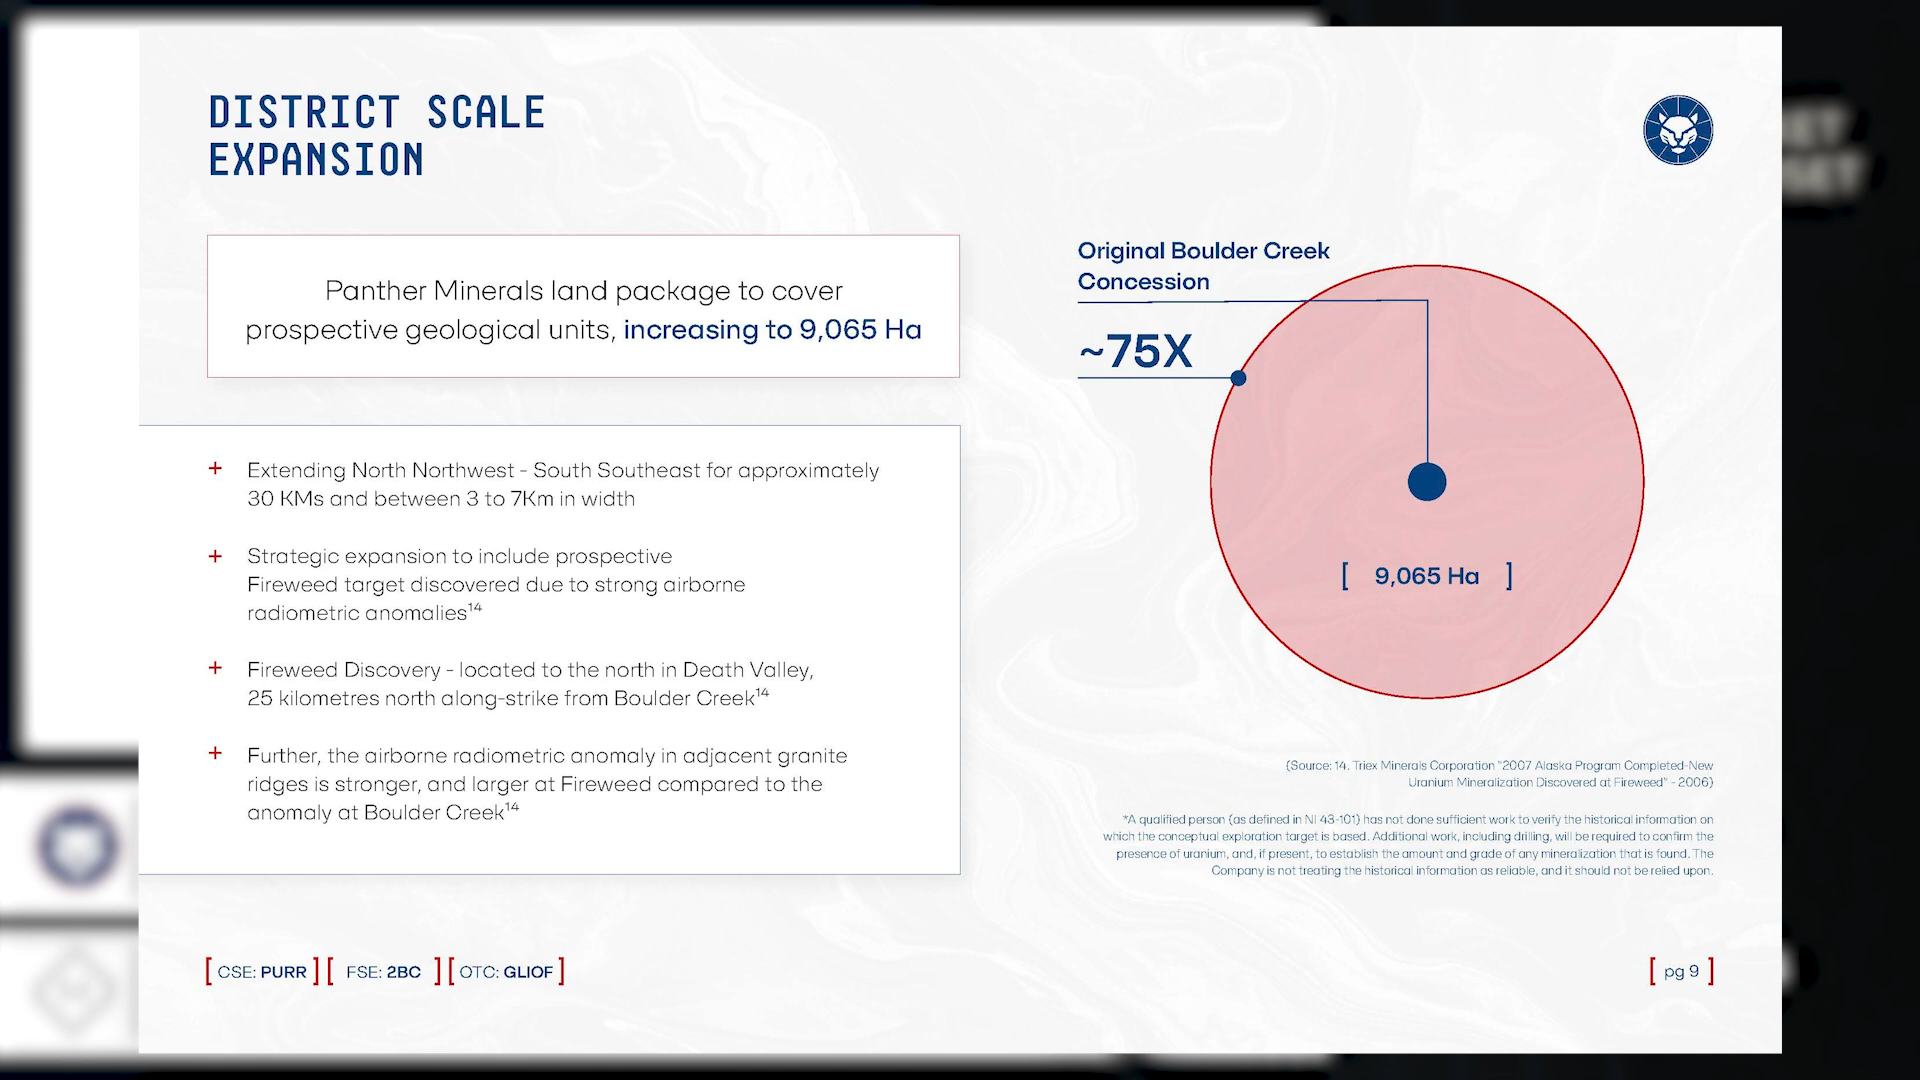 DISTRICT SCALE
EXPANSION
Panther Minerals land package to cover
prospective geological units, increasing to 9,065 Ha
+ Extending North Northwest - South Southeast for approximately
30 KMs and between 3 to 7Km in width
+ Strategic expansion to include prospective
Fireweed target discovered due to strong airborne
radiometric anomalies¹⁴
+ Fireweed Discovery - located to the north in Death Valley,
25 kilometres north along-strike from Boulder Creek¹⁴
+ Further, the airborne radiometric anomaly in adjacent granite
ridges is stronger, and larger at Fireweed compared to the
anomaly at Boulder Creek¹⁴
Original Boulder Creek
Concession
~75X
[ 9,065 Ha ]
(Source: 14. Triex Minerals Corporation "2007 Alaska Program Completed-New
Uranium Mineralization Discovered at Fireweed" - 2006)
*A qualified person (as defined in NI 43-101) has not done sufficient work to verify the historical information on
which the conceptual exploration target is based. Additional work, including drilling, will be required to confirm the
presence of uranium, and, if present, to establish the amount and grade of any mineralization that is found. The
Company is not treating the historical information as reliable, and it should not be relied upon.
[ CSE: PURR ] [ FSE: 2BC ] [ OTC: GLIOF ]
[ pg 9 ]